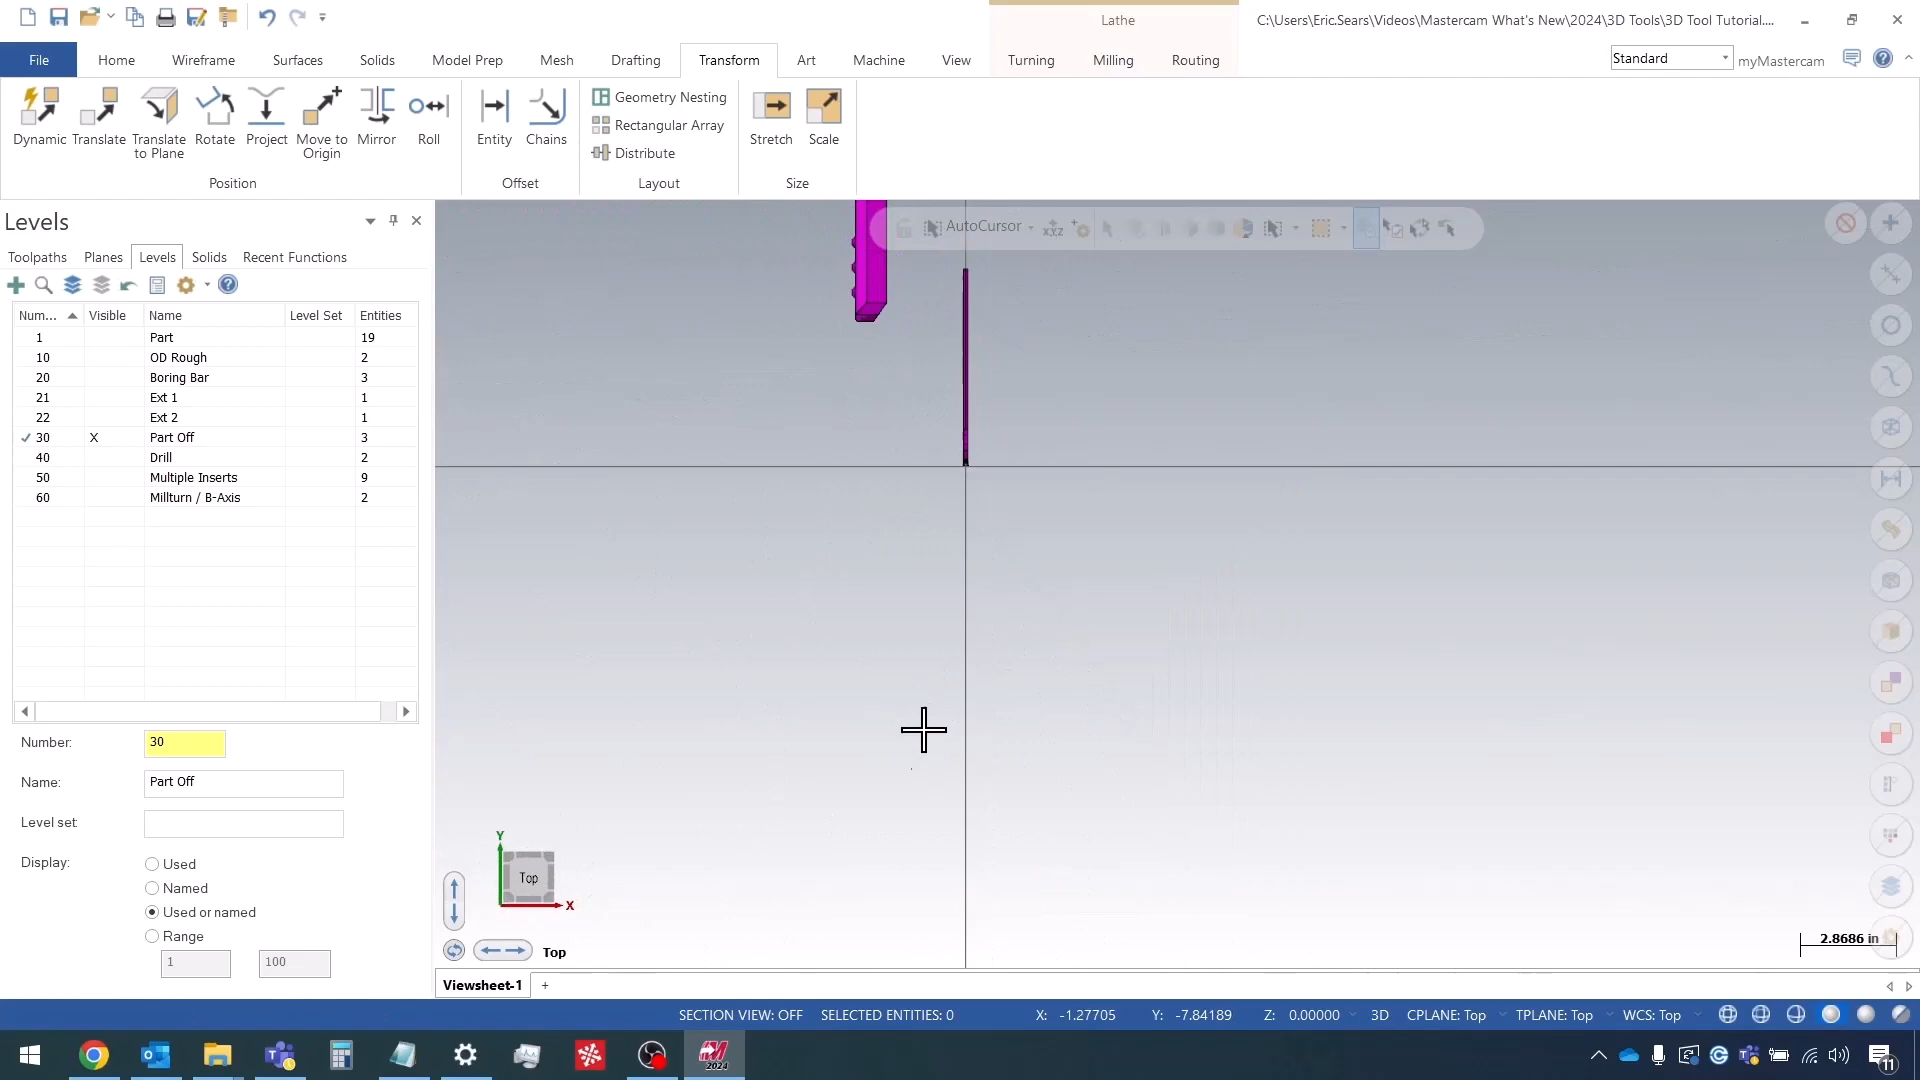 Lathe
C:\Users\Eric.Sears\Videos\Mastercam What's New\2024\3D Tools\3D Tool Tutorial....
File Home Wireframe Surfaces Solids Model Prep Mesh Drafting Transform Art Machine View Turning Milling Routing
Standard
myMastercam
Dynamic Translate Translate to Plane Rotate Project Move to Origin Mirror Roll
Position
Entity Chains
Offset
Geometry Nesting
Rectangular Array
Distribute
Layout
Stretch Scale
Size
Levels
Toolpaths Planes Levels Solids Recent Functions
Num... Visible Name Level Set Entities
1 Part 19
10 OD Rough 2
20 Boring Bar 3
21 Ext 1 1
22 Ext 2 1
30 X Part Off 3
40 Drill 2
50 Multiple Inserts 9
60 Millturn / B-Axis 2
Number: 30
Name: Part Off
Level set:
Display:
Used
Named
Used or named
Range
1 100
AutoCursor
XYZ
Y
Top
X
Top
2.8686 in
Viewsheet-1 +
SECTION VIEW: OFF SELECTED ENTITIES: 0 X: -1.27705 Y: -7.84189 Z: 0.00000 3D CPLANE: Top TPLANE: Top WCS: Top
2024
11